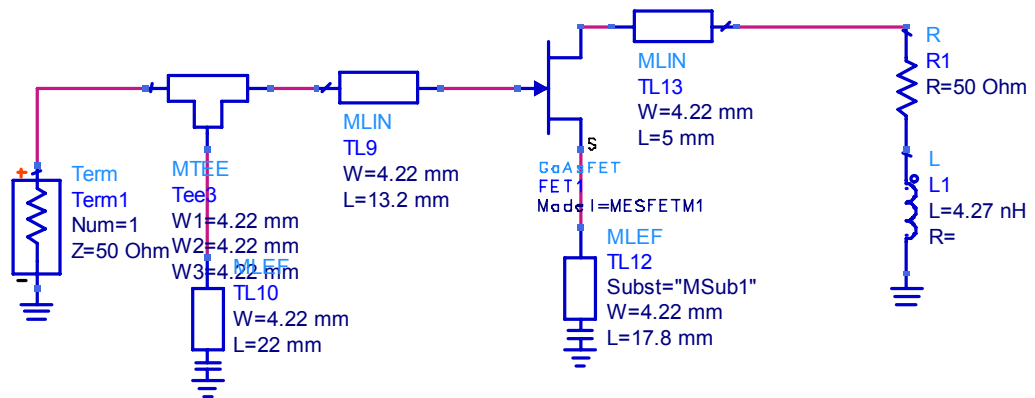 Term
Term1
Num=1
Z=50 Ohm
MTEE
Tee3
W1=4.22 mm
W2=4.22 mm
W3=4.22 mm
MLEF
TL10
W=4.22 mm
L=22 mm
MLIN
TL9
W=4.22 mm
L=13.2 mm
S
GaAsFET
FET1
Model=MESFETM1
MLEF
TL12
Subst="MSub1"
W=4.22 mm
L=17.8 mm
MLIN
TL13
W=4.22 mm
L=5 mm
R
R1
R=50 Ohm
L
L1
L=4.27 nH
R=